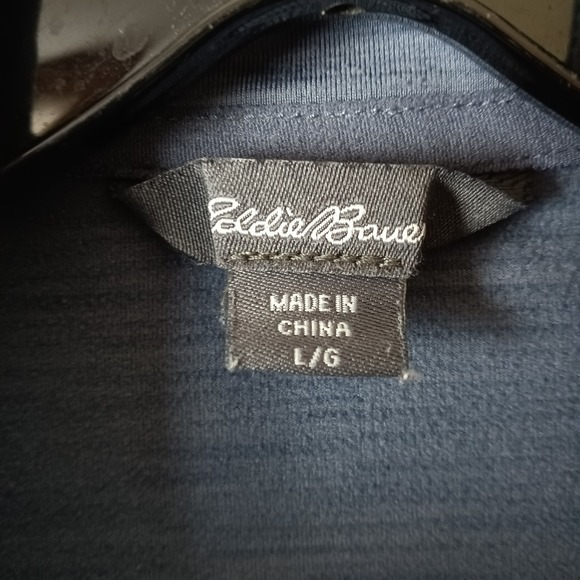 Eddie Bauer
MADE IN
CHINA
L/G